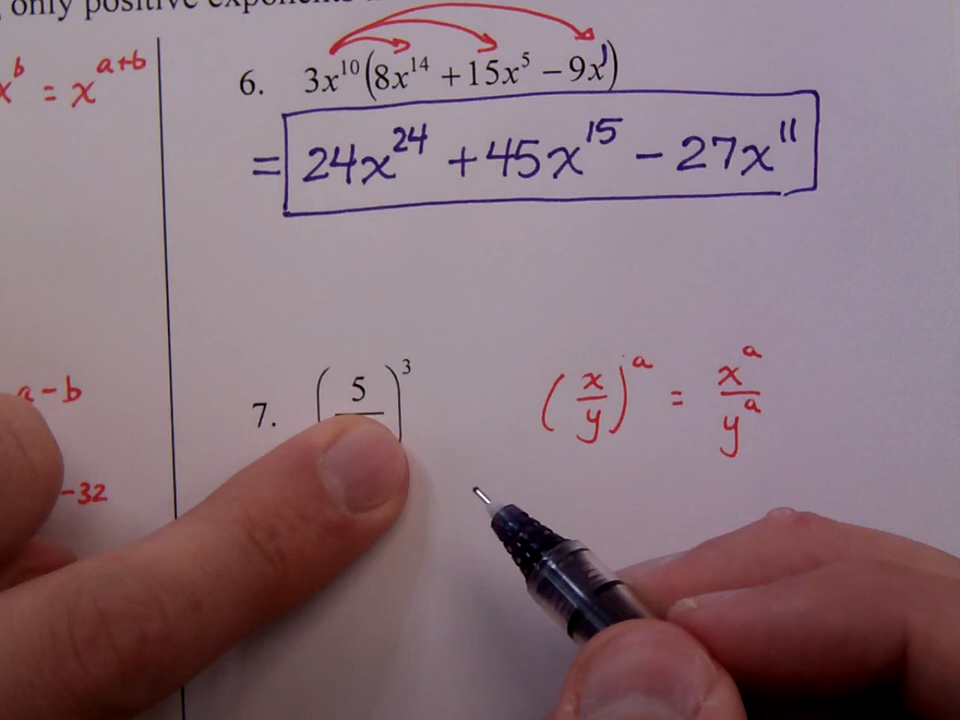 only positive exponents
x^b = x^{a+b}
6. 3x^{10}(8x^{14} + 15x^5 - 9x^1)
= 24x^{24} + 45x^{15} - 27x^{11}
a - b
7. (5/ )^3 (x/y)^a = x^a/y^a
-32